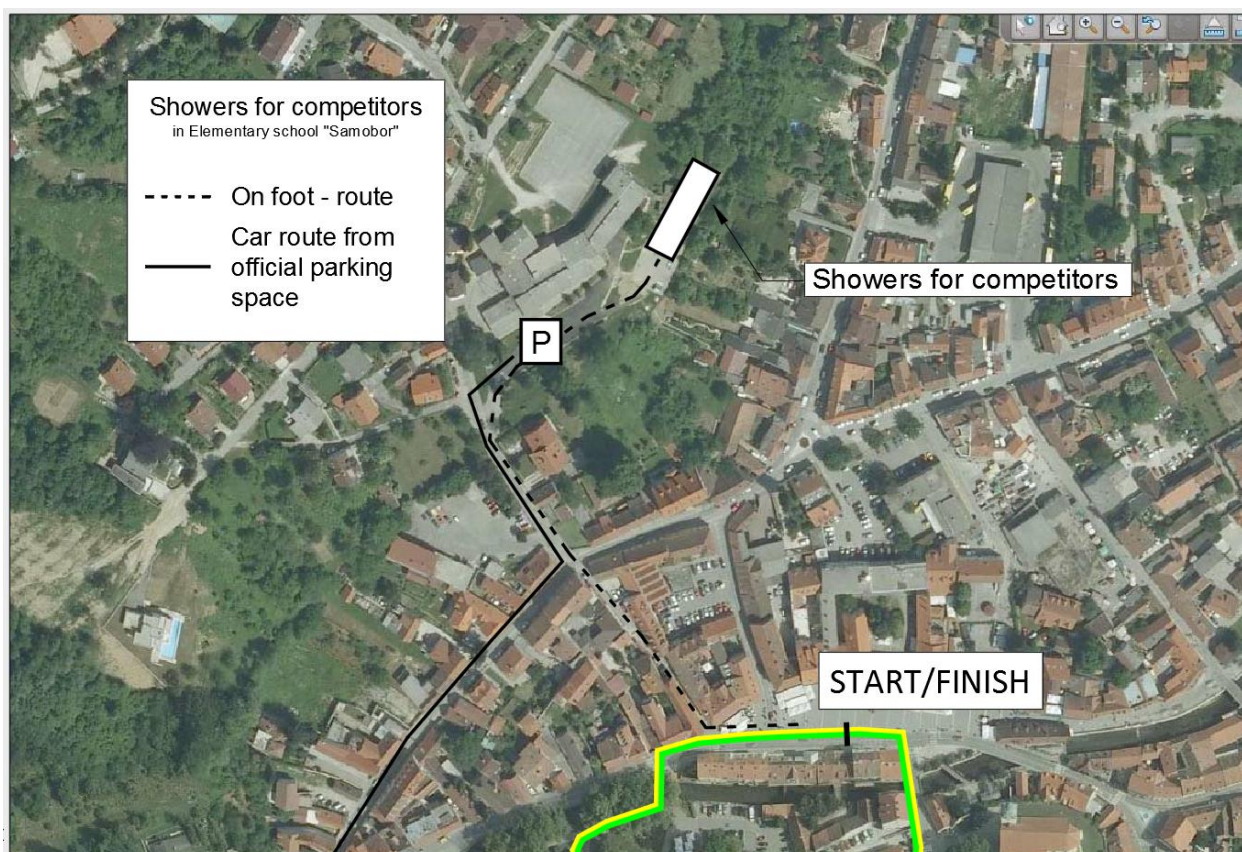 Showers for competitors
in Elementary school "Samobor"
On foot - route
Car route from
official parking
space
P
Showers for competitors
START/FINISH